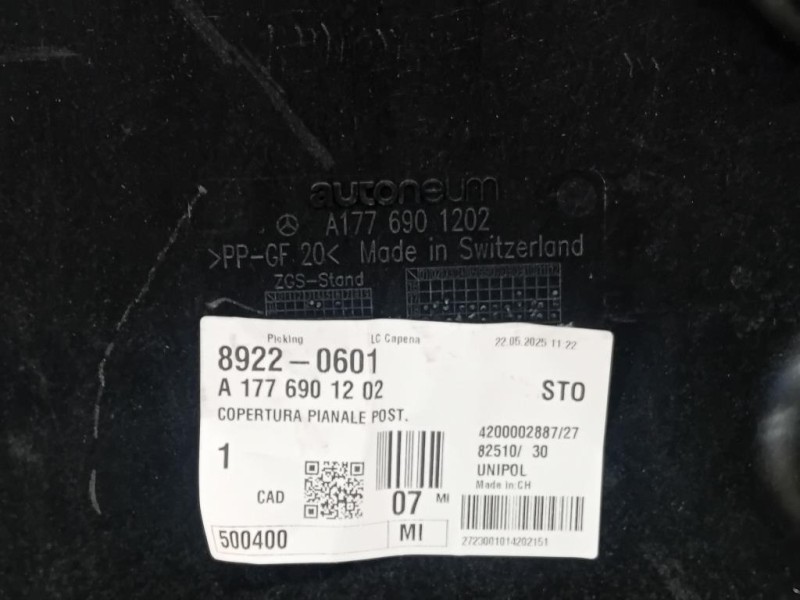 autoneum
A177 690 1202
>PP-GF 20< Made in Switzerland
ZGS-Stand
Picking LC Capena 22.05.2025 11:22
8922-0601
A 177 690 12 02 STO
COPERTURA PIANALE POST.
4200002887/27
1 82510/ 30
UNIPOL
Made in:CH
CAD 07 MI
500400 MI
2723001014202151